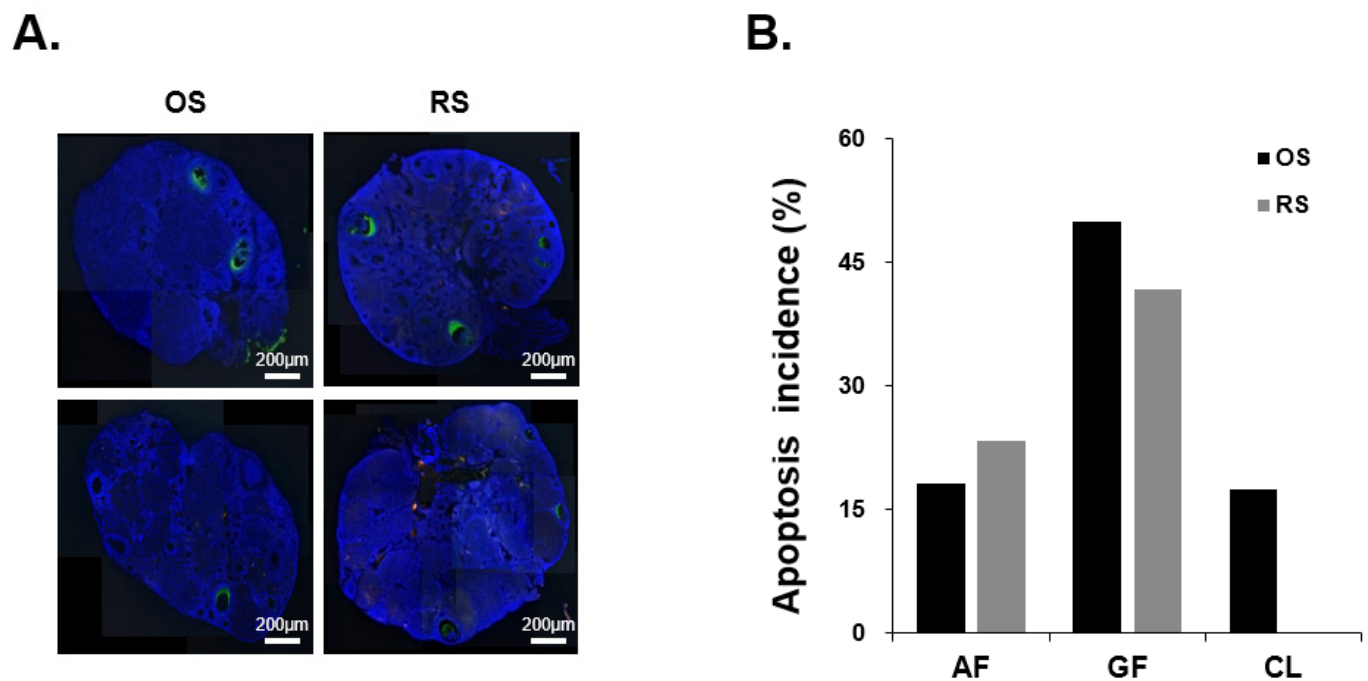 A.
B.
OS
RS
200μm
200μm
200μm
200μm
Apoptosis incidence (%)
60
45
30
15
0
OS
RS
AF
GF
CL